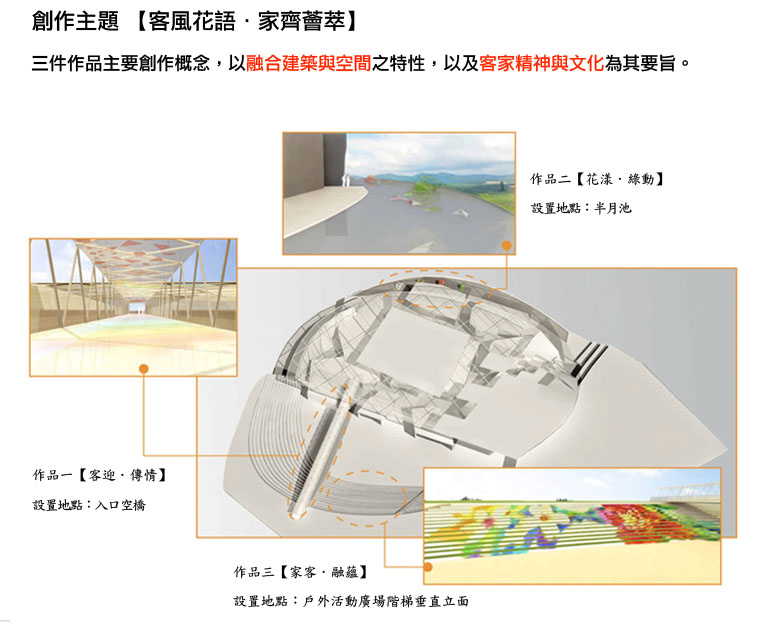 創作主題 【客風花語·家齊薈萃】
三件作品主要創作概念，以融合建築與空間之特性，以及客家精神與文化為其要旨。
作品二【花漾·綠動】
設置地點：半月池
作品一【客迎·傳情】
設置地點：入口空橋
作品三【家客·融蘊】
設置地點：戶外活動廣場階梯垂直立面